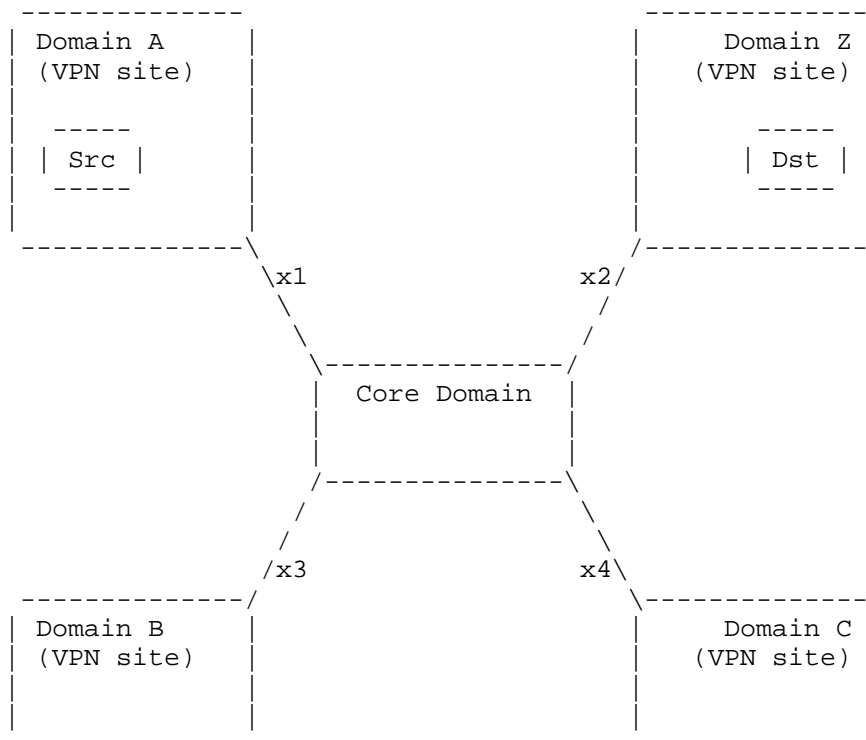 Domain A Domain Z
(VPN site) (VPN site)
Src Dst
x1 x2
Core Domain
x3 x4
Domain B Domain C
(VPN site) (VPN site)